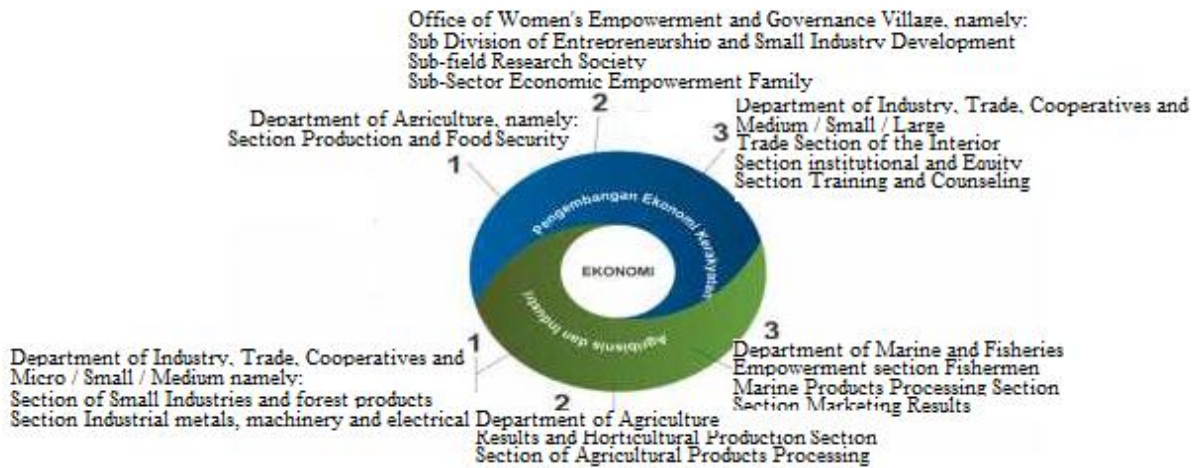 Office of Women's Empowerment and Governance Village, namely:
Sub Division of Entrepreneurship and Small Industry Development
Sub-field Research Society
Sub-Sector Economic Empowerment Family
2
Department of Agriculture, namely:
Section Production and Food Security
1
3
Department of Industry, Trade, Cooperatives and
Medium / Small / Large
Trade Section of the Interior
Section institutional and Equity
Section Training and Counseling
Pengembangan Ekonomi Kerakyatan
EKONOMI
Agribisnis dan Industri
1
Department of Industry, Trade, Cooperatives and
Micro / Small / Medium namely:
Section of Small Industries and forest products
Section Industrial metals, machinery and electrical
2
Department of Agriculture
Results and Horticultural Production Section
Section of Agricultural Products Processing
3
Department of Marine and Fisheries
Empowerment section Fishermen
Marine Products Processing Section
Section Marketing Results